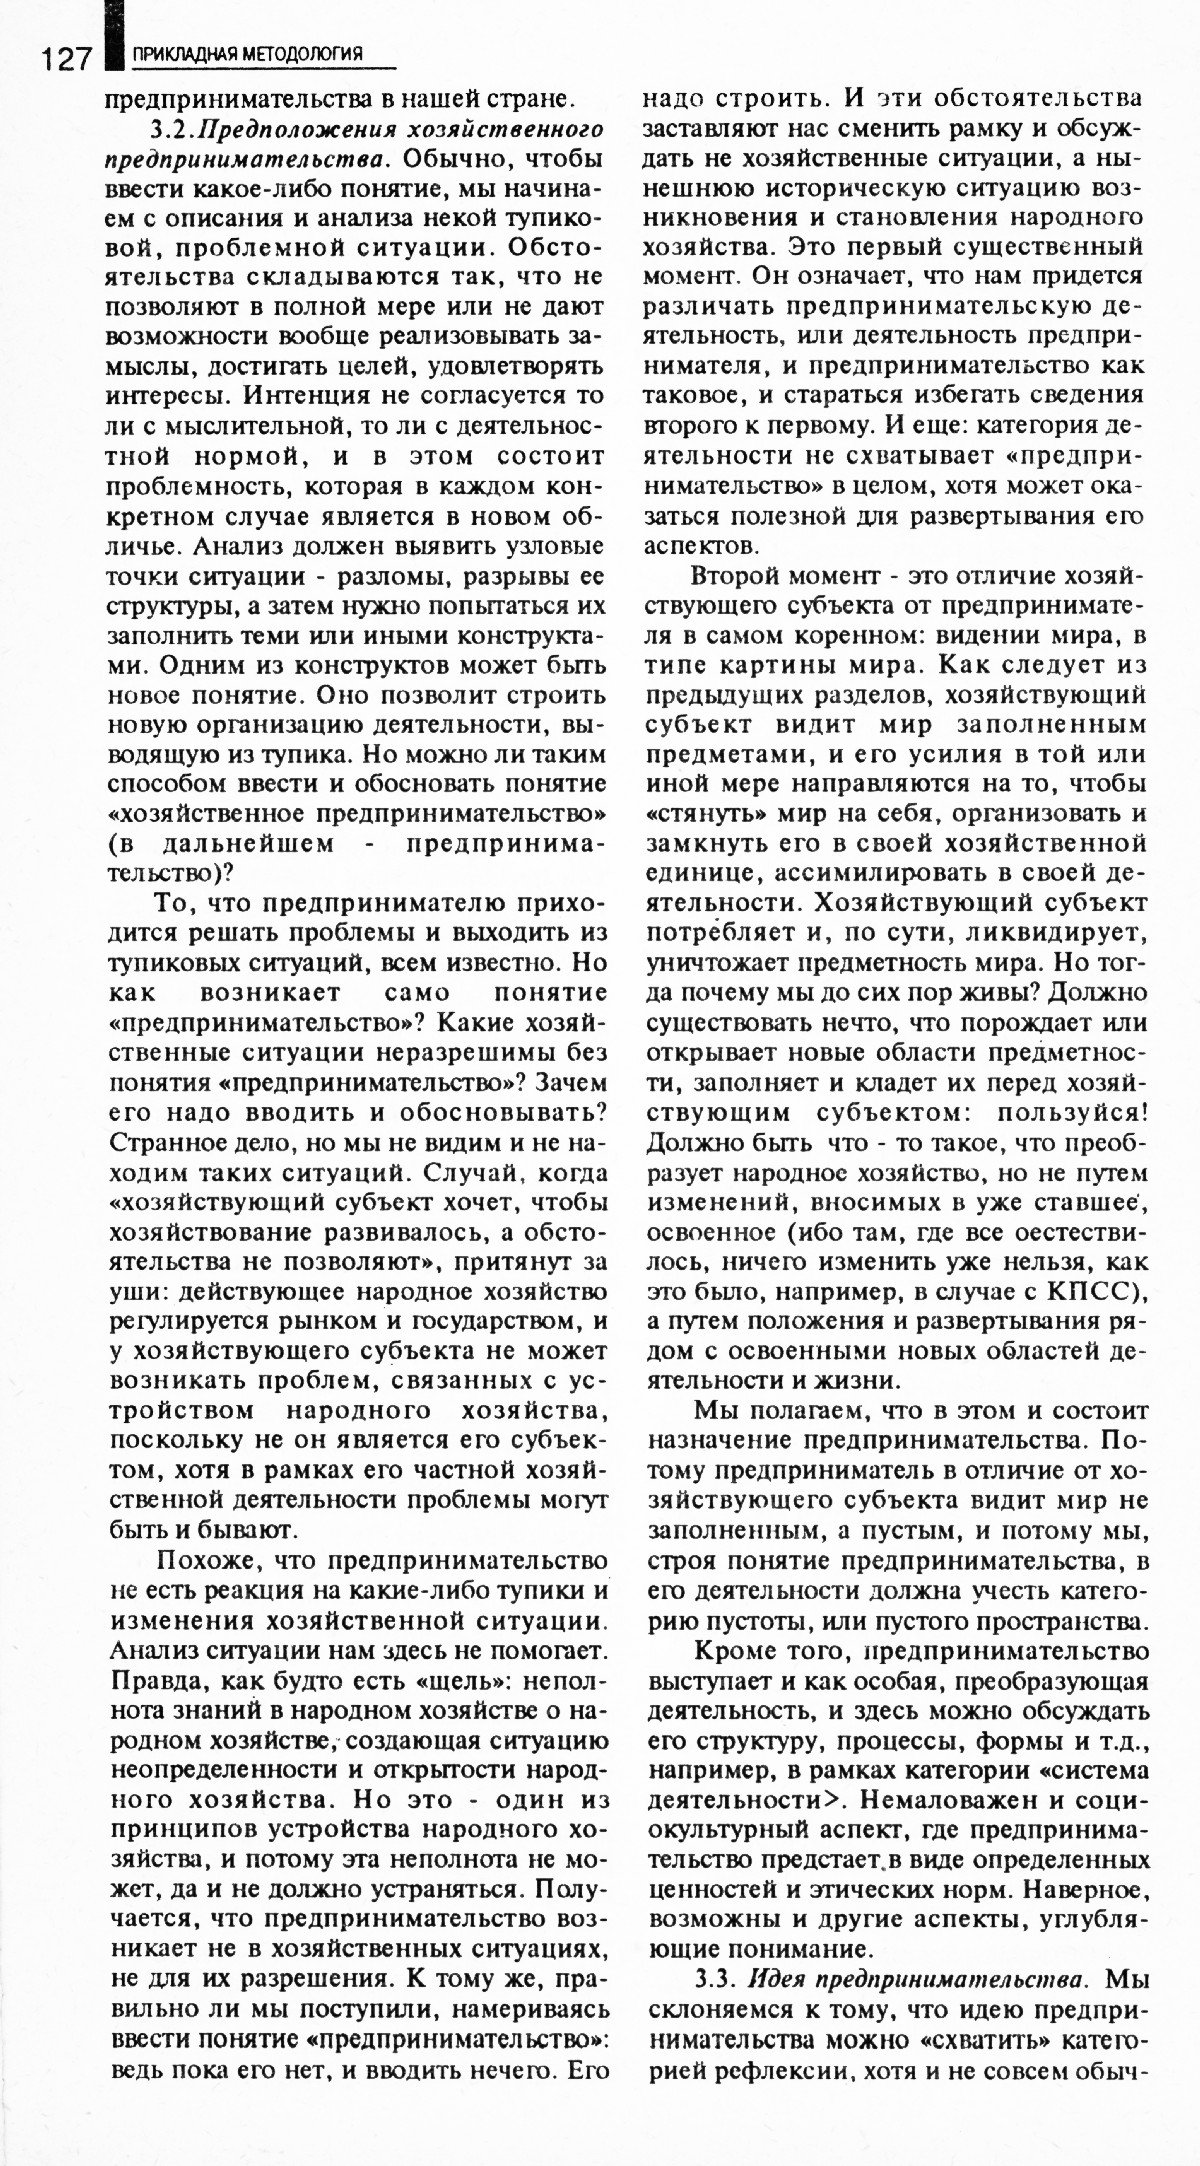 127
ПРИКЛАДНАЯ МЕТОДОЛОГИЯ
предпринимательства в нашей стране.
3.2.Предположения хозяйственного
предпринимательства. Обычно, чтобы
ввести какое-либо понятие, мы начина-
ем с описания и анализа некой тупико-
вой, проблемной ситуации. Обсто-
ятельства складываются так, что не
позволяют в полной мере или не дают
возможности вообще реализовывать за-
мыслы, достигать целей, удовлетворять
интересы. Интенция не согласуется то
ли с мыслительной, то ли с деятельнос-
тной нормой, и в этом состоит
проблемность, которая в каждом кон-
кретном случае является в новом об-
личье. Анализ должен выявить узловые
точки ситуации - разломы, разрывы ее
структуры, а затем нужно попытаться их
заполнить теми или иными конструкта-
ми. Одним из конструктов может быть
новое понятие. Оно позволит строить
новую организацию деятельности, вы-
водящую из тупика. Но можно ли таким
способом ввести и обосновать понятие
«хозяйственное предпринимательство»
(в дальнейшем - предпринима-
тельство)?
То, что предпринимателю прихо-
дится решать проблемы и выходить из
тупиковых ситуаций, всем известно. Но
как возникает само понятие
«предпринимательство»? Какие хозяй-
ственные ситуации неразрешимы без
понятия «предпринимательство»? Зачем
его надо вводить и обосновывать?
Странное дело, но мы не видим и не на-
ходим таких ситуаций. Случай, когда
«хозяйствующий субъект хочет, чтобы
хозяйствование развивалось, а обсто-
ятельства не позволяют», притянут за
уши: действующее народное хозяйство
регулируется рынком и государством, и
у хозяйствующего субъекта не может
возникать проблем, связанных с ус-
тройством народного хозяйства,
поскольку не он является его субъек-
том, хотя в рамках его частной хозяй-
ственной деятельности проблемы могут
быть и бывают.
Похоже, что предпринимательство
не есть реакция на какие-либо тупики и
изменения хозяйственной ситуации.
Анализ ситуации нам здесь не помогает.
Правда, как будто есть «щель»: непол-
нота знаний в народном хозяйстве о на-
родном хозяйстве, создающая ситуацию
неопределенности и открытости народ-
ного хозяйства. Но это - один из
принципов устройства народного хо-
зяйства, и потому эта неполнота не мо-
жет, да и не должно устраняться. Полу-
чается, что предпринимательство воз-
никает не в хозяйственных ситуациях,
не для их разрешения. К тому же, пра-
вильно ли мы поступили, намериваясь
ввести понятие «предпринимательство»:
ведь пока его нет, и вводить нечего. Его
надо строить. И эти обстоятельства
заставляют нас сменить рамку и обсуж-
дать не хозяйственные ситуации, а ны-
нешнюю историческую ситуацию воз-
никновения и становления народного
хозяйства. Это первый существенный
момент. Он означает, что нам придется
различать предпринимательскую де-
ятельность, или деятельность предпри-
нимателя, и предпринимательство как
таковое, и стараться избегать сведения
второго к первому. И еще: категория де-
ятельности не схватывает «предпри-
нимательство» в целом, хотя может ока-
заться полезной для развертывания его
аспектов.
Второй момент - это отличие хозяй-
ствующего субъекта от предпринимате-
ля в самом коренном: видении мира, в
типе картины мира. Как следует из
предыдущих разделов, хозяйствующий
субъект видит мир заполненным
предметами, и его усилия в той или
иной мере направляются на то, чтобы
«стянуть» мир на себя, организовать и
замкнуть его в своей хозяйственной
единице, ассимилировать в своей де-
ятельности. Хозяйствующий субъект
потребляет и, по сути, ликвидирует,
уничтожает предметность мира. Но тог-
да почему мы до сих пор живы? Должно
существовать нечто, что порождает или
открывает новые области предметнос-
ти, заполняет и кладет их перед хозяй-
ствующим субъектом: пользуйся!
Должно быть что - то такое, что преоб-
разует народное хозяйство, но не путем
изменений, вносимых в уже ставшее,
освоенное (ибо там, где все оестестви-
лось, ничего изменить уже нельзя, как
это было, например, в случае с КПСС),
а путем положения и развертывания ря-
дом с освоенными новых областей де-
ятельности и жизни.
Мы полагаем, что в этом и состоит
назначение предпринимательства. По-
тому предприниматель в отличие от хо-
зяйствующего субъекта видит мир не
заполненным, а пустым, и потому мы,
строя понятие предпринимательства, в
его деятельности должна учесть катего-
рию пустоты, или пустого пространства.
Кроме того, предпринимательство
выступает и как особая, преобразующая
деятельность, и здесь можно обсуждать
его структуру, процессы, формы и т.д.,
например, в рамках категории «система
деятельности>. Немаловажен и соци-
окультурный аспект, где предпринима-
тельство предстает в виде определенных
ценностей и этических норм. Наверное,
возможны и другие аспекты, углубля-
ющие понимание.
3.3. Идея предпринимательства. Мы
склоняемся к тому, что идею предпри-
нимательства можно «схватить» катего-
рией рефлексии, хотя и не совсем обыч-